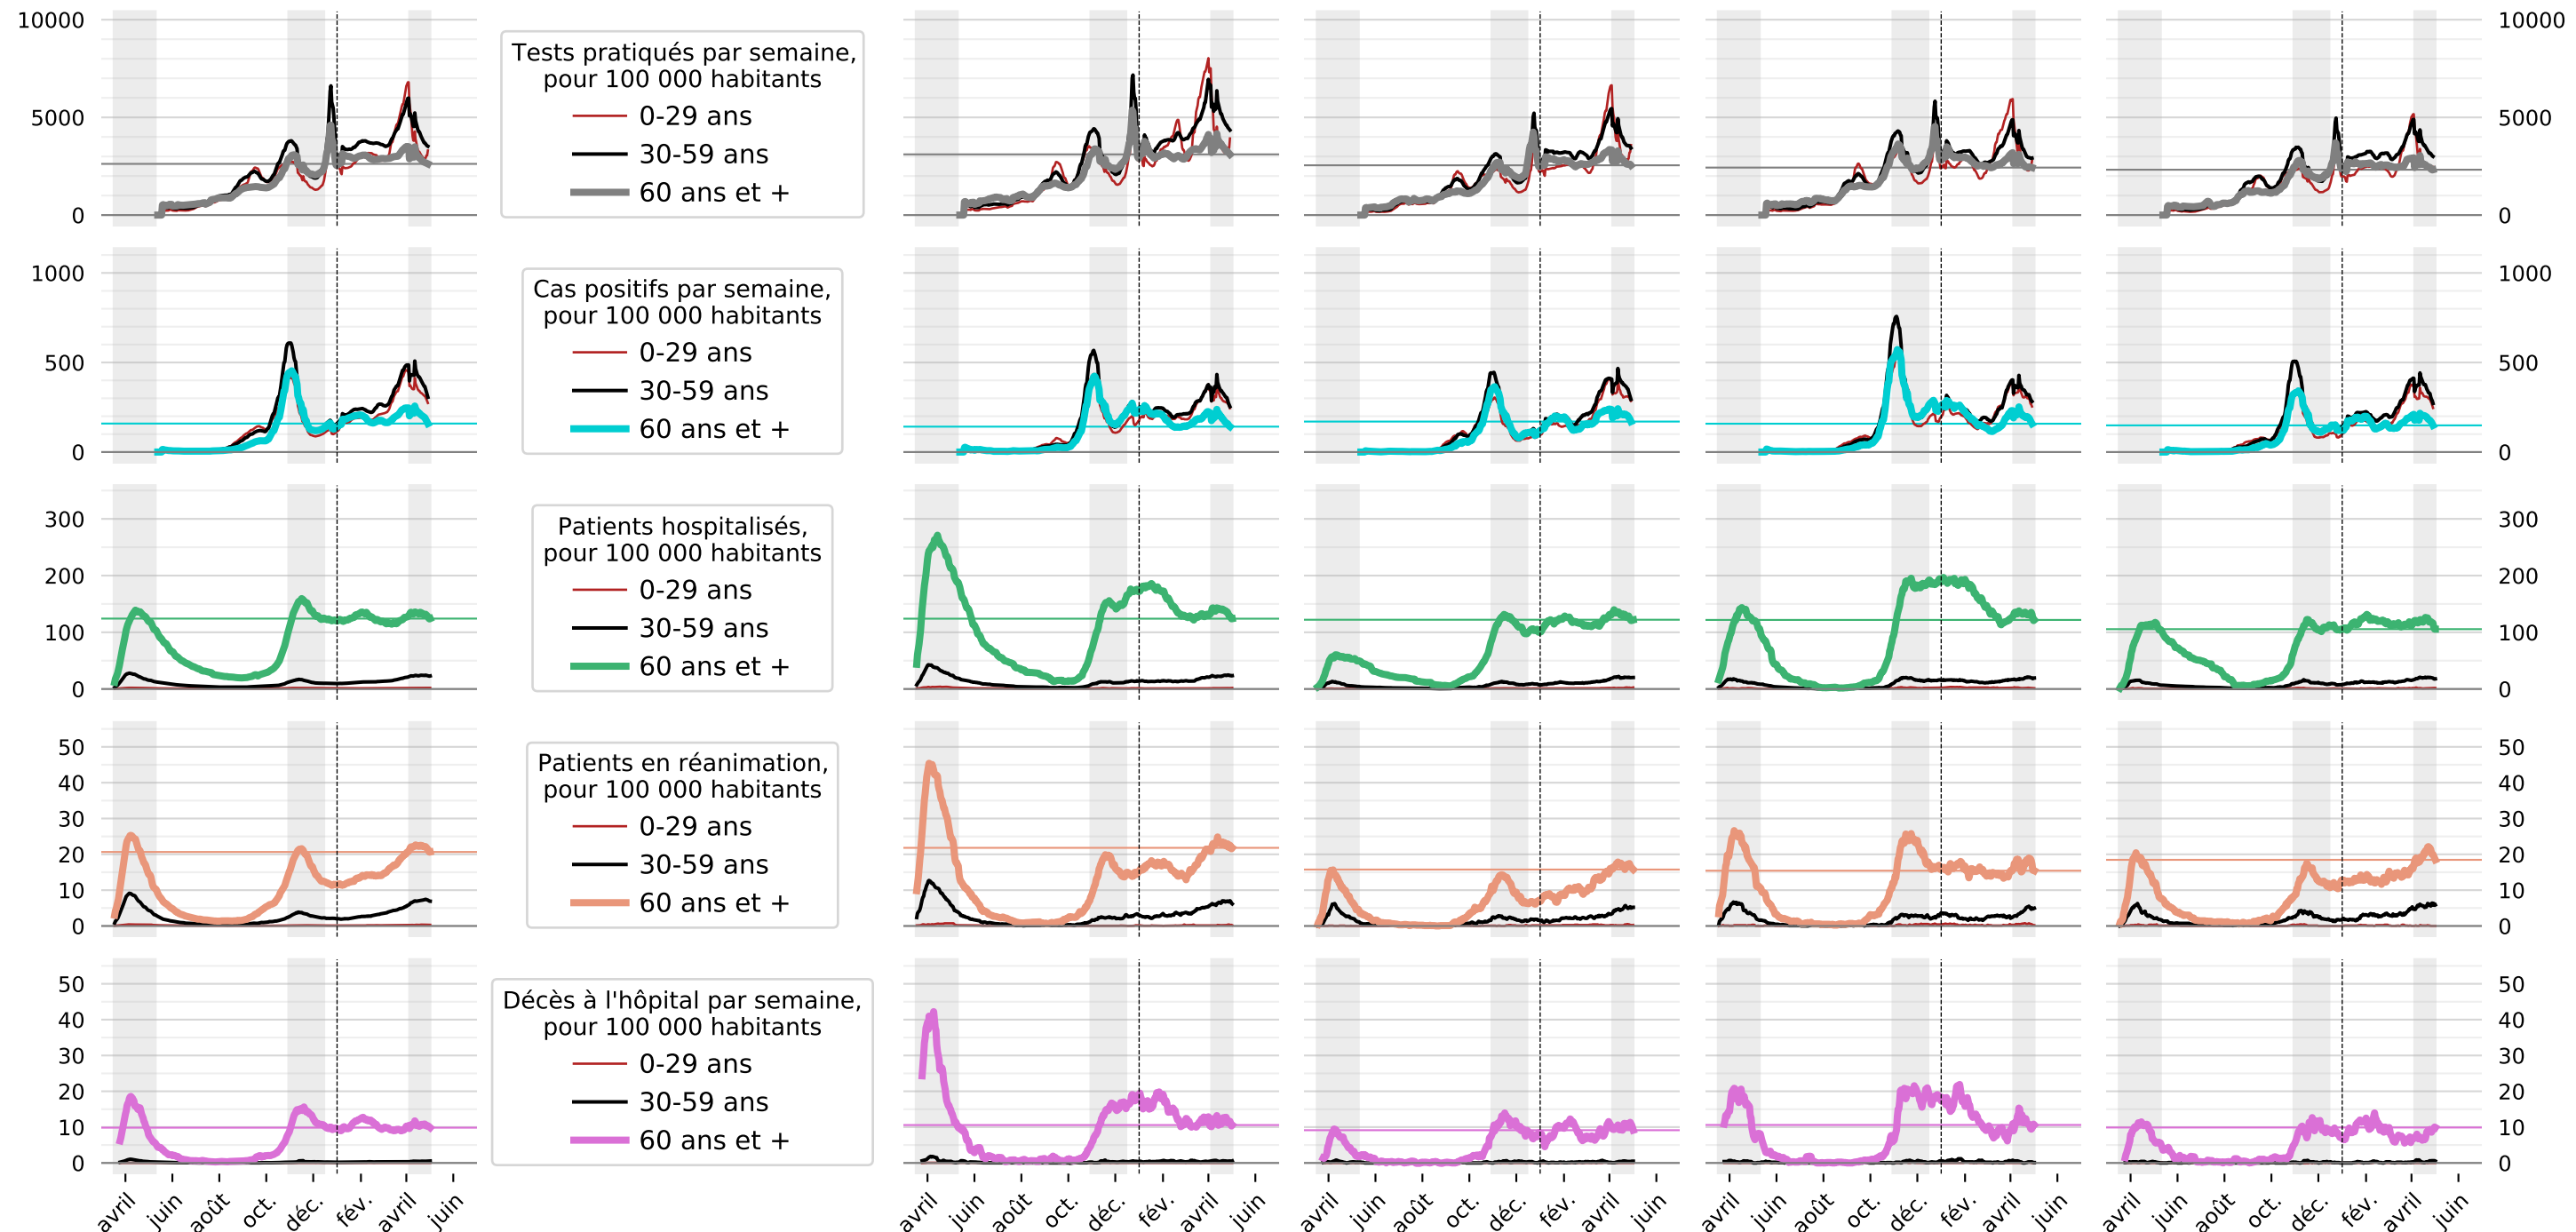 10000
5000
0
Tests pratiqués par semaine,
pour 100 000 habitants
0-29 ans
30-59 ans
60 ans et +
10000
5000
0
1000
500
0
Cas positifs par semaine,
pour 100 000 habitants
0-29 ans
30-59 ans
60 ans et +
1000
500
0
300
200
100
0
Patients hospitalisés,
pour 100 000 habitants
0-29 ans
30-59 ans
60 ans et +
300
200
100
0
50
40
30
20
10
0
Patients en réanimation,
pour 100 000 habitants
0-29 ans
30-59 ans
60 ans et +
50
40
30
20
10
0
50
40
30
20
10
0
Décès à l'hôpital par semaine,
pour 100 000 habitants
0-29 ans
30-59 ans
60 ans et +
50
40
30
20
10
0
avril juin août oct. déc. fév. avril juin
avril juin août oct. déc. fév. avril juin
avril juin août oct. déc. fév. avril juin
avril juin août oct. déc. fév. avril juin
avril juin août oct. déc. fév. avril juin